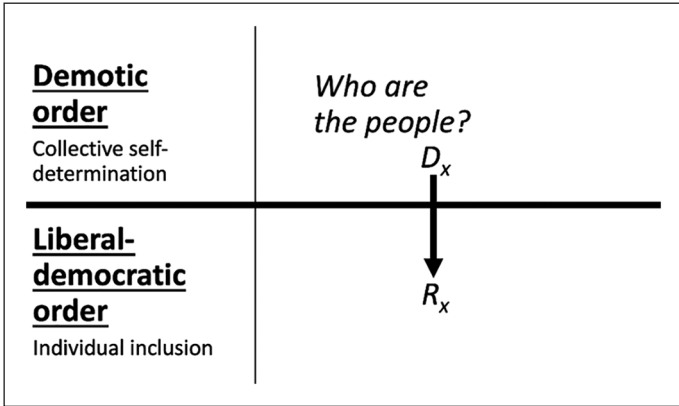 Demotic
order
Collective self-
determination
Who are
the people?
Dx
Liberal-
democratic
order
Individual inclusion
Rx